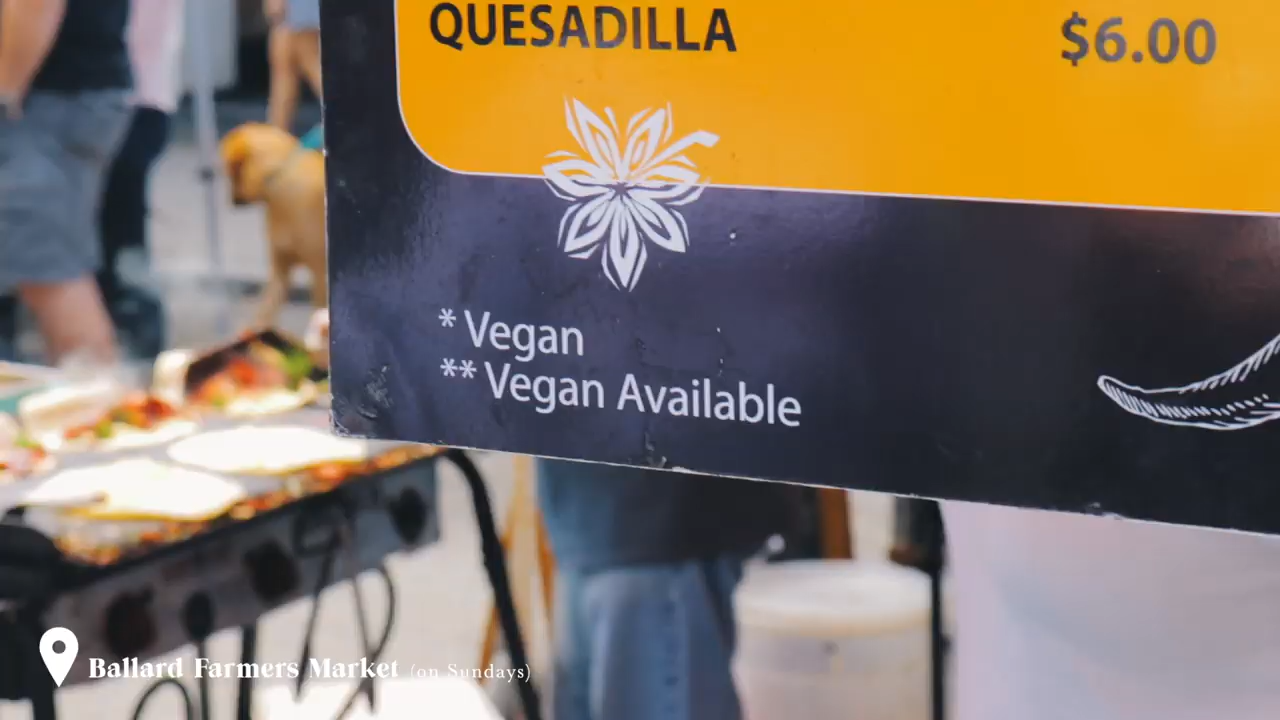 QUESADILLA $6.00
* Vegan
** Vegan Available
Ballard Farmers Market (on Sundays)